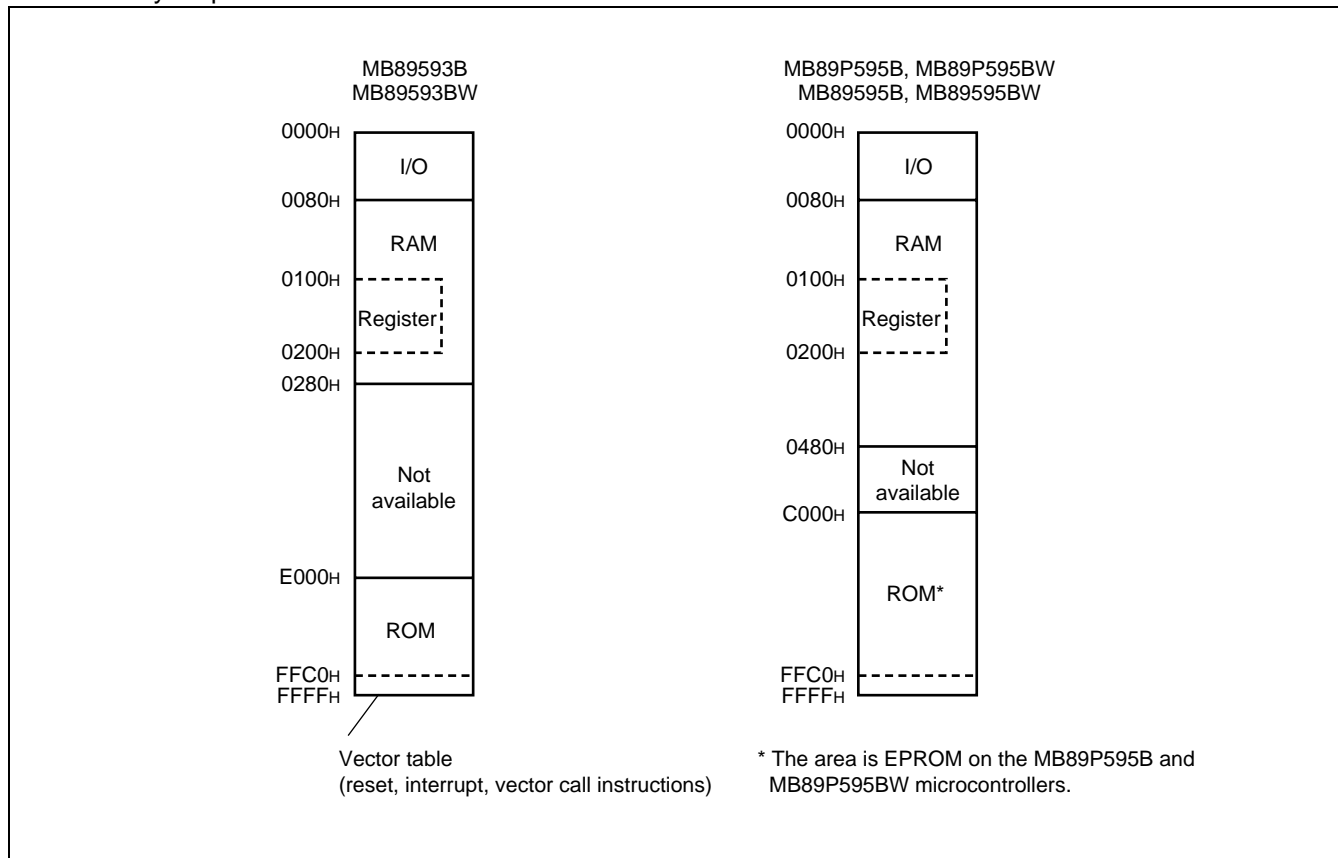 MB89593B
MB89593BW
0000H
I/O
0080H
RAM
0100H
Register
0200H
0280H
Not
available
E000H
ROM
FFC0H
FFFFH
Vector table
(reset, interrupt, vector call instructions)
MB89P595B, MB89P595BW
MB89595B, MB89595BW
0000H
I/O
0080H
RAM
0100H
Register
0200H
0480H
Not
available
C000H
ROM*
FFC0H
FFFFH
* The area is EPROM on the MB89P595B and
MB89P595BW microcontrollers.